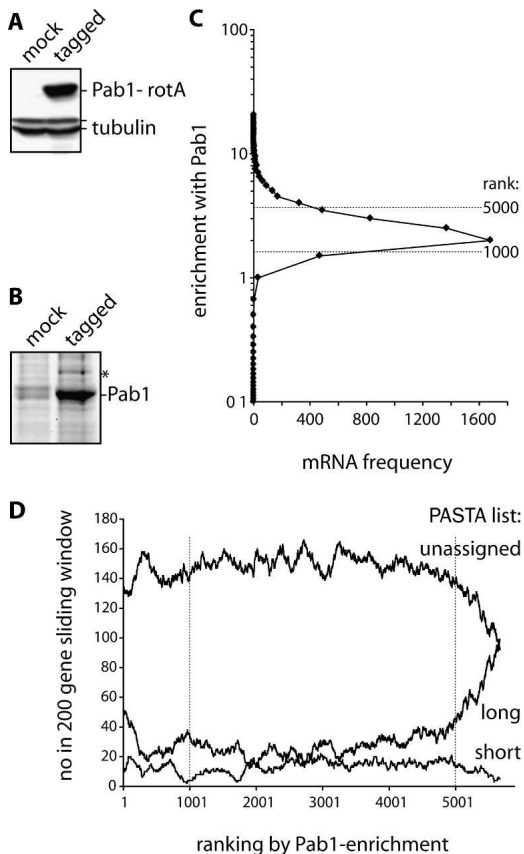 A
mock
tagged
Pab1- rotA
tubulin
B
mock
tagged
*
Pab1
C
enrichment with Pab1
100
10
1
0 1
rank:
5000
1000
0
400
800
1200
1600
mRNA frequency
D
no in 200 gene sliding window
180
160
140
120
100
80
60
40
20
0
PASTA list:
unassigned
long
short
1
1001
2001
3001
4001
5001
ranking by Pab1-enrichment